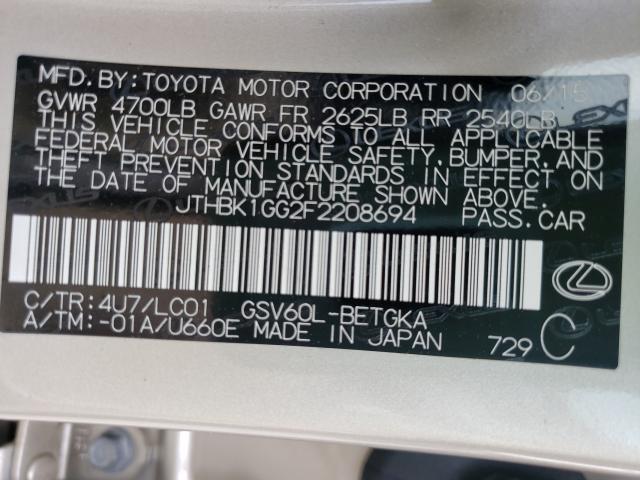 MFD. BY: TOYOTA MOTOR CORPORATION 06/15
GVWR 4700LB GAWR FR 2625LB RR 2540LB
THIS VEHICLE CONFORMS TO ALL APPLICABLE
FEDERAL MOTOR VEHICLE SAFETY, BUMPER, AND
THEFT PREVENTION STANDARDS IN EFFECT ON
THE DATE OF MANUFACTURE SHOWN ABOVE.
JTHBK1GG2F2208694 PASS. CAR
C/TR: 4U7/LC01 GSV60L-BETGKA
A/TM: -01A/U660E MADE IN JAPAN 729 C